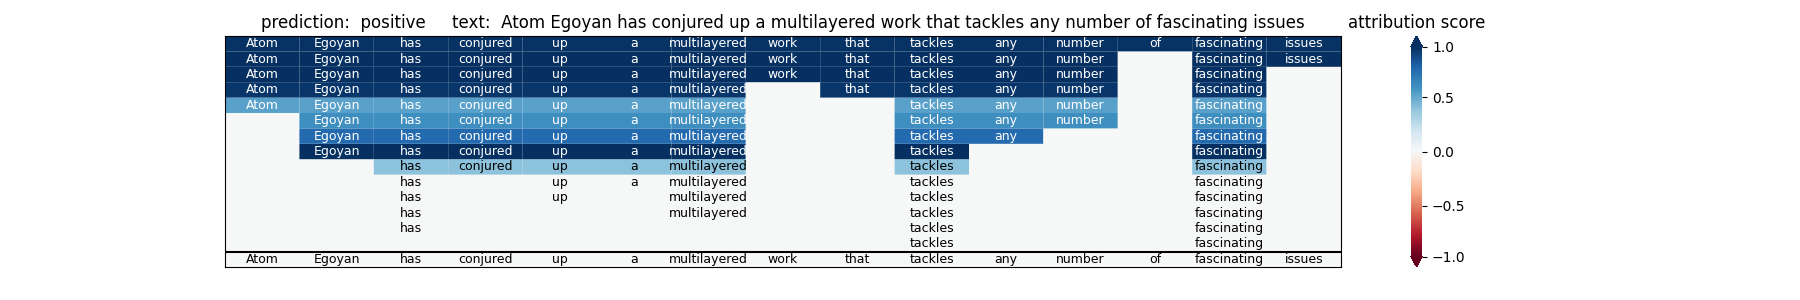 prediction:  positive     text:  Atom Egoyan has conjured up a multilayered work that tackles any number of fascinating issues     attribution score
Atom Egoyan has conjured up a multilayered work that tackles any number of fascinating issues 1.0
Atom Egoyan has conjured up a multilayered work that tackles any number fascinating issues
Atom Egoyan has conjured up a multilayered work that tackles any number fascinating
Atom Egoyan has conjured up a multilayered that tackles any number fascinating
Atom Egoyan has conjured up a multilayered tackles any number fascinating 0.5
Egoyan has conjured up a multilayered tackles any number fascinating
Egoyan has conjured up a multilayered tackles any fascinating
Egoyan has conjured up a multilayered tackles fascinating 0.0
has conjured up a multilayered tackles fascinating
has up a multilayered tackles fascinating
has up multilayered tackles fascinating
has multilayered tackles fascinating −0.5
has tackles fascinating
tackles fascinating
Atom Egoyan has conjured up a multilayered work that tackles any number of fascinating issues −1.0